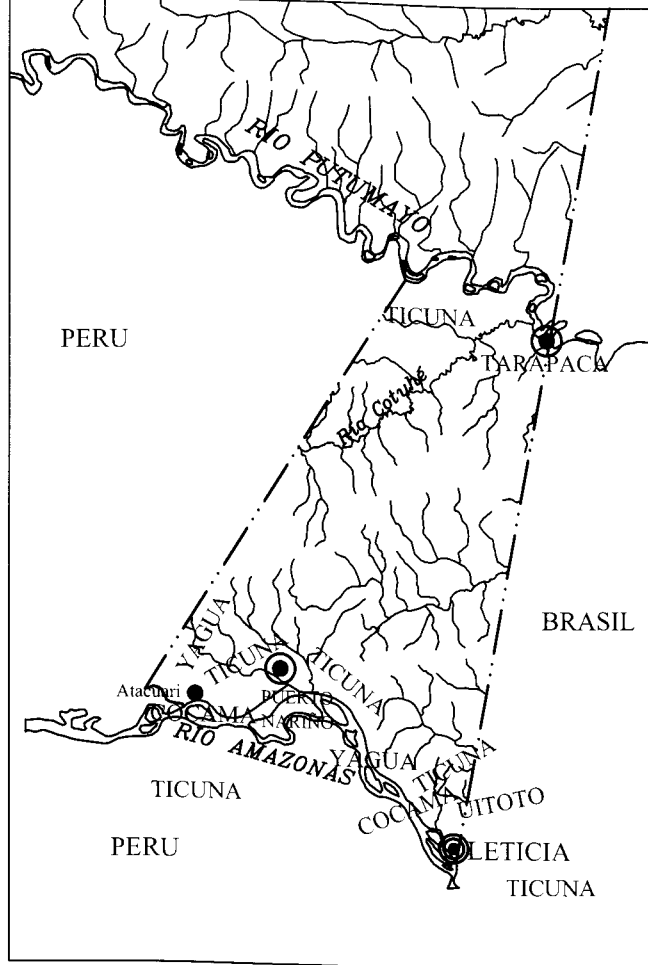 RIO PUTUMAYO
TICUNA
PERU
TARAPACA
Río Cotuhé
YAGUA
BRASIL
TICUNA
TICUNA
Atacuari
PUERTO
NARIÑO
COCAMA
RIO AMAZONAS
YAGUA
TICUNA
TICUNA
COCAMA
UITOTO
PERU
LETICIA
TICUNA